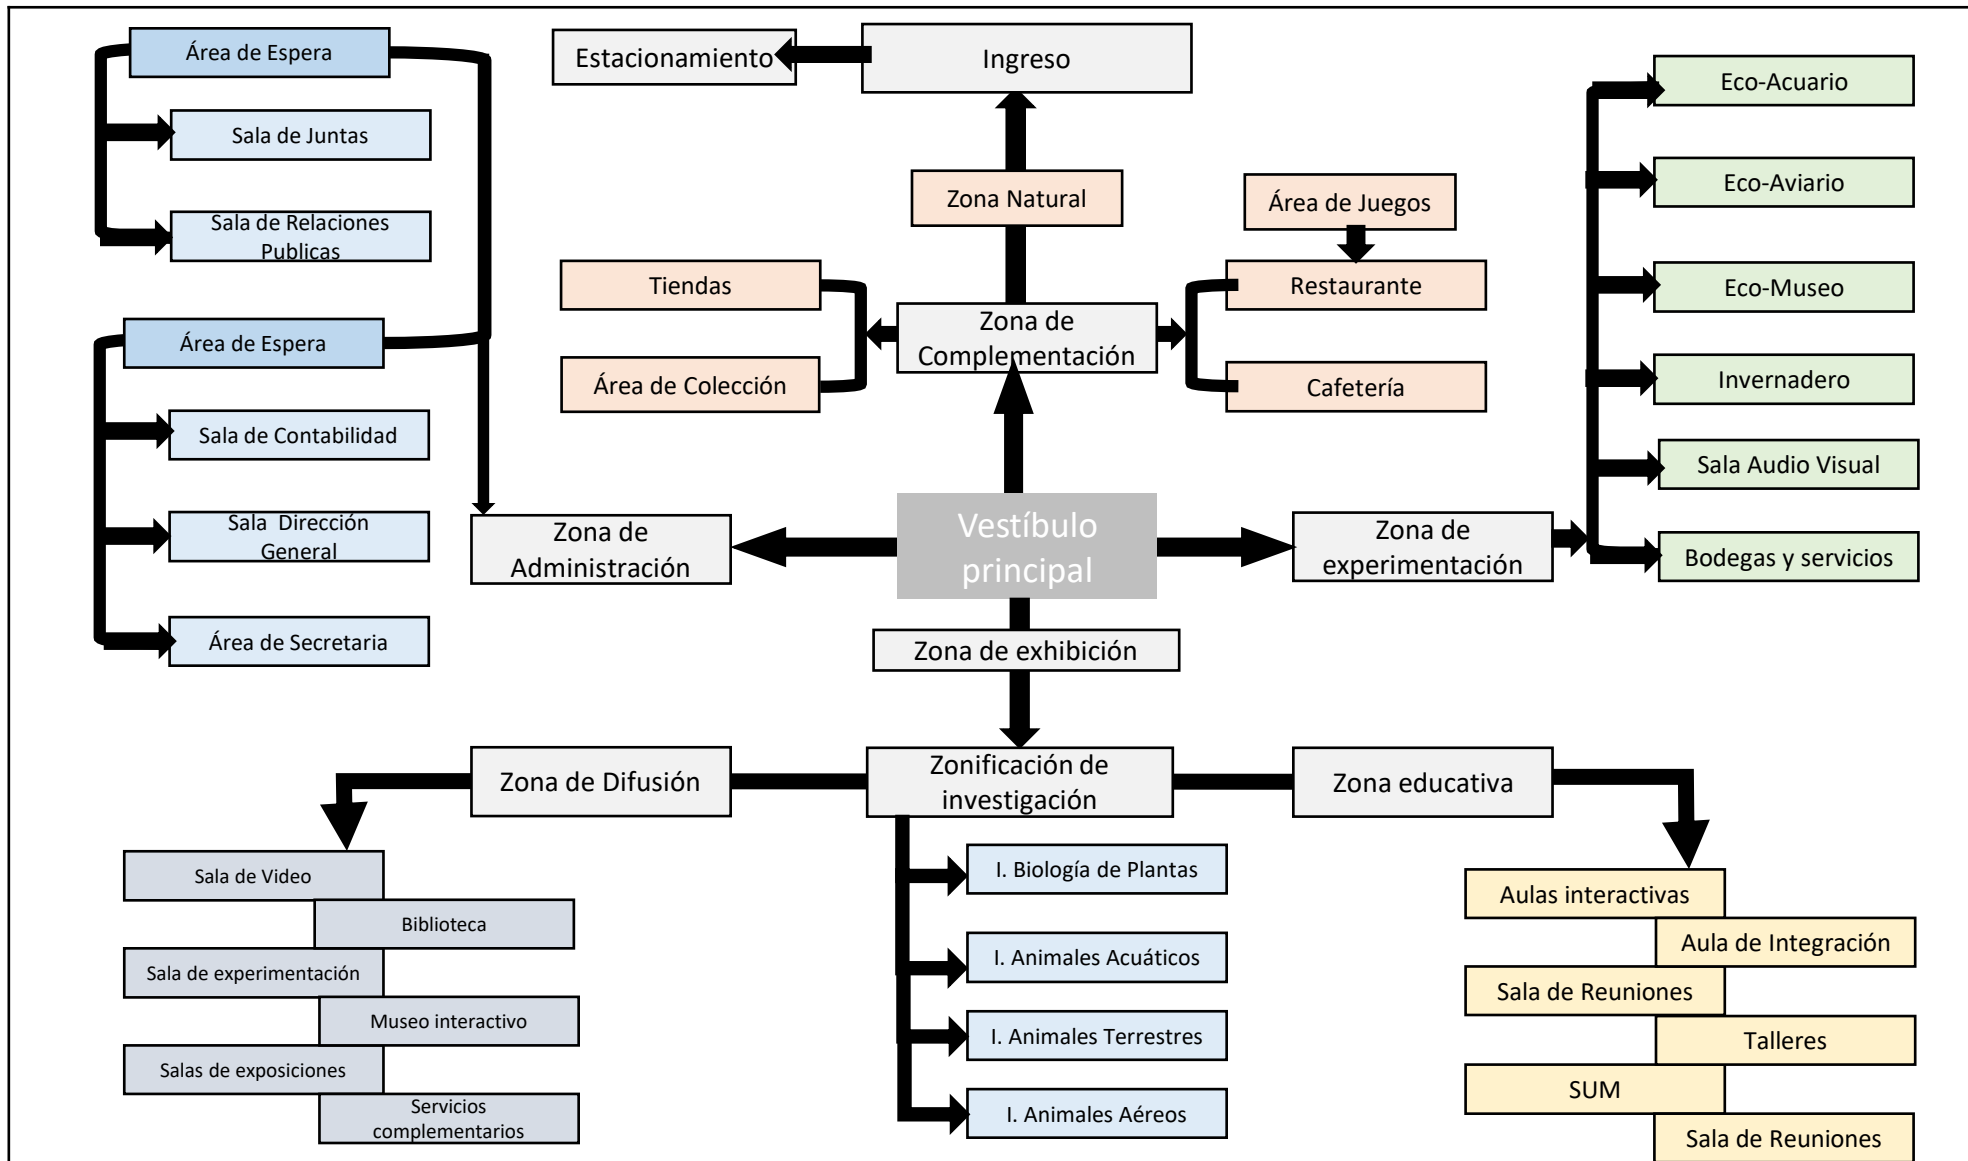 Área de Espera
Sala de Juntas
Sala de Relaciones
Publicas
Área de Espera
Sala de Contabilidad
Sala  Dirección
General
Área de Secretaria
Estacionamiento
Ingreso
Zona Natural
Área de Juegos
Tiendas
Restaurante
Zona de
Complementación
Área de Colección
Cafetería
Eco-Acuario
Eco-Aviario
Eco-Museo
Invernadero
Sala Audio Visual
Bodegas y servicios
Zona de
Administración
Vestíbulo
principal
Zona de
experimentación
Zona de exhibición
Zona de Difusión
Zonificación de
investigación
Zona educativa
Sala de Video
Biblioteca
Sala de experimentación
Museo interactivo
Salas de exposiciones
Servicios
complementarios
I. Biología de Plantas
I. Animales Acuáticos
I. Animales Terrestres
I. Animales Aéreos
Aulas interactivas
Aula de Integración
Sala de Reuniones
Talleres
SUM
Sala de Reuniones